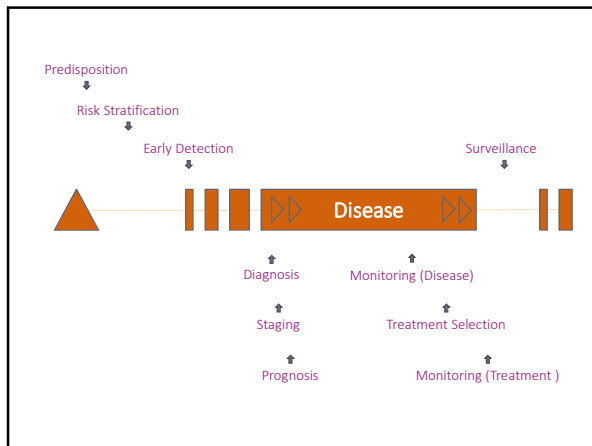 Predisposition
Risk Stratification
Early Detection
Surveillance
Disease
Diagnosis
Monitoring (Disease)
Staging
Treatment Selection
Prognosis
Monitoring (Treatment )